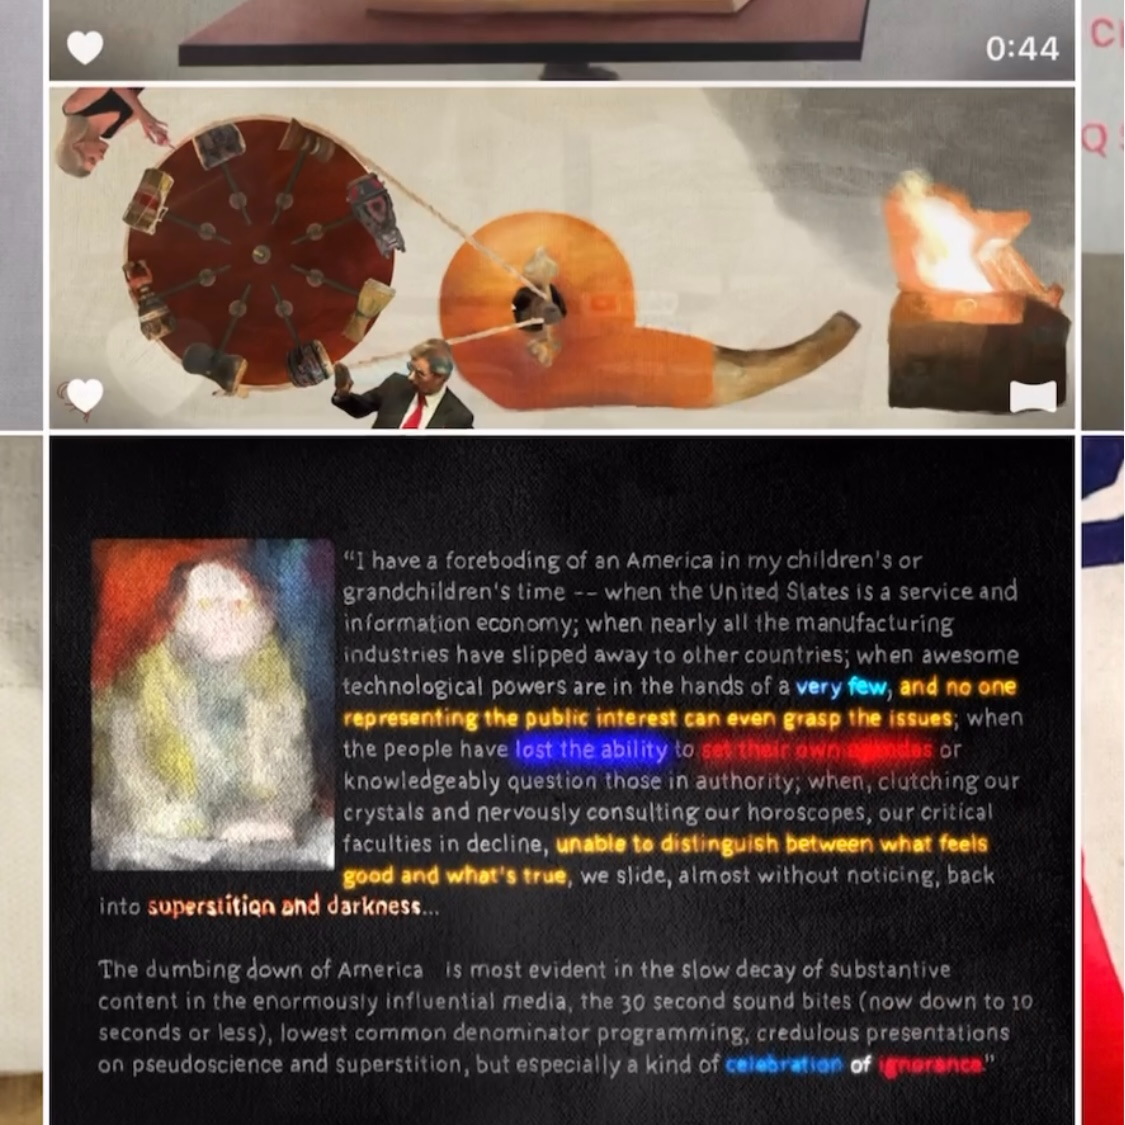 0:44
“I have a foreboding of an America in my children's or
grandchildren's time -- when the United States is a service and
information economy; when nearly all the manufacturing
industries have slipped away to other countries; when awesome
technological powers are in the hands of a very few, and no one
representing the public interest can even grasp the issues; when
the people have lost the ability to set their own agendas or
knowledgeably question those in authority; when, clutching our
crystals and nervously consulting our horoscopes, our critical
faculties in decline, unable to distinguish between what feels
good and what's true, we slide, almost without noticing, back
into superstition and darkness...
The dumbing down of America is most evident in the slow decay of substantive
content in the enormously influential media, the 30 second sound bites (now down to 10
seconds or less), lowest common denominator programming, credulous presentations
on pseudoscience and superstition, but especially a kind of celebration of ignorance"